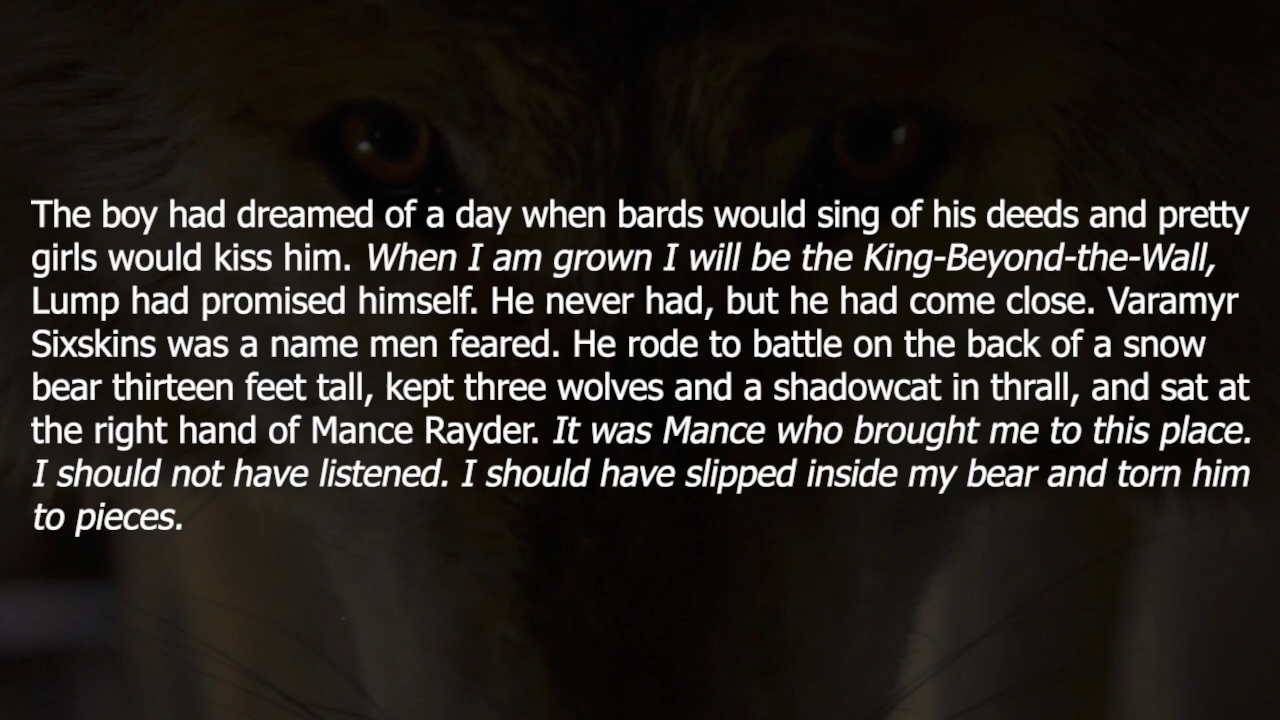 The boy had dreamed of a day when bards would sing of his deeds and pretty
girls would kiss him. When I am grown I will be the King-Beyond-the-Wall,
Lump had promised himself. He never had, but he had come close. Varamyr
Sixskins was a name men feared. He rode to battle on the back of a snow
bear thirteen feet tall, kept three wolves and a shadowcat in thrall, and sat at
the right hand of Mance Rayder. It was Mance who brought me to this place.
I should not have listened. I should have slipped inside my bear and torn him
to pieces.